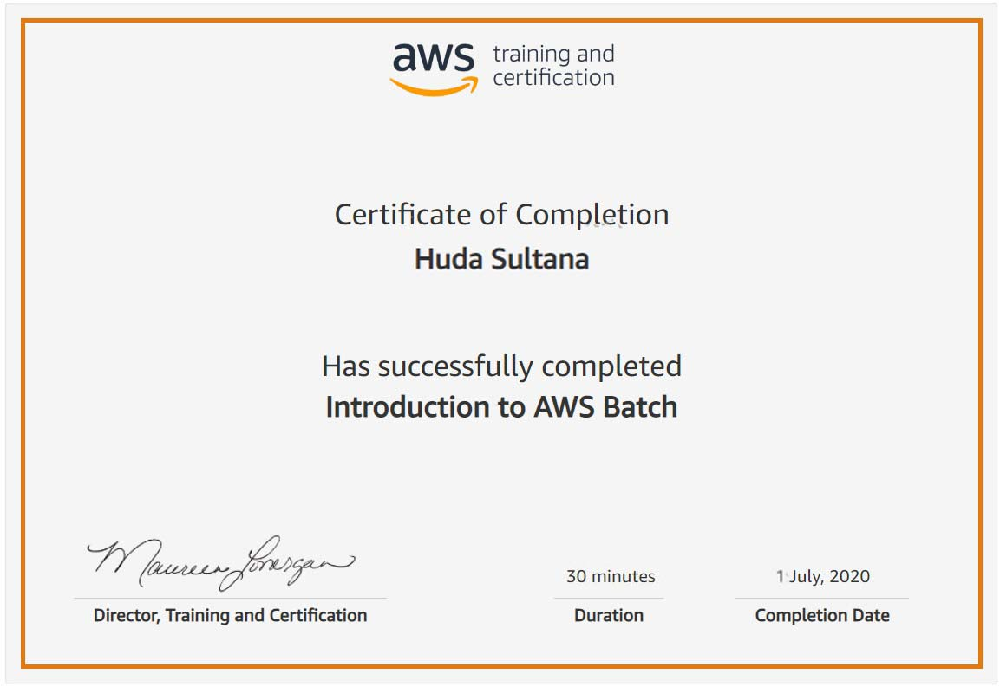 aws training and
certification
Certificate of Completion
Huda Sultana
Has successfully completed
Introduction to AWS Batch
Maureen Lonergan
30 minutes
1 July, 2020
Director, Training and Certification
Duration
Completion Date